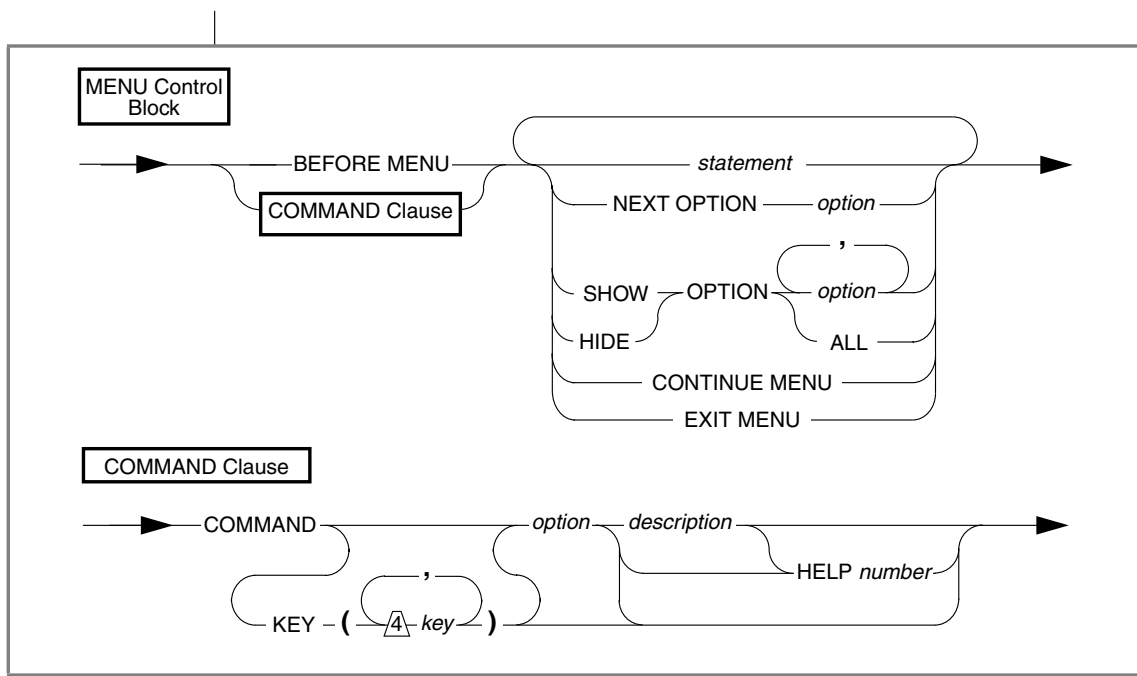 MENU Control
Block
BEFORE MENU
statement
COMMAND Clause
NEXT OPTION option
,
SHOW OPTION option
HIDE ALL
CONTINUE MENU
EXIT MENU
COMMAND Clause
COMMAND option description
HELP number
,
KEY ( 4 key )